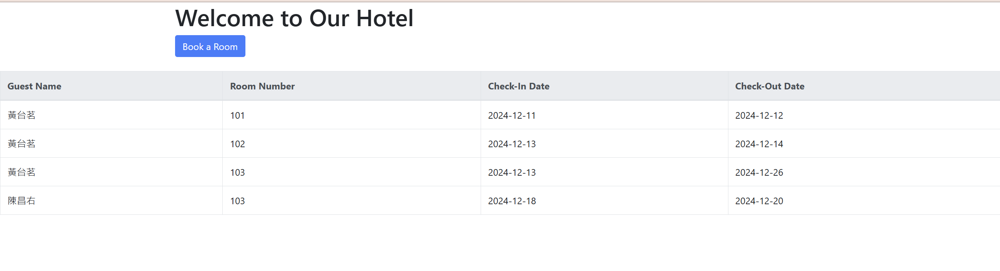 Welcome to Our Hotel
Book a Room
Guest Name Room Number Check-In Date Check-Out Date
黃台茗 101 2024-12-11 2024-12-12
黃台茗 102 2024-12-13 2024-12-14
黃台茗 103 2024-12-13 2024-12-26
陳昌右 103 2024-12-18 2024-12-20